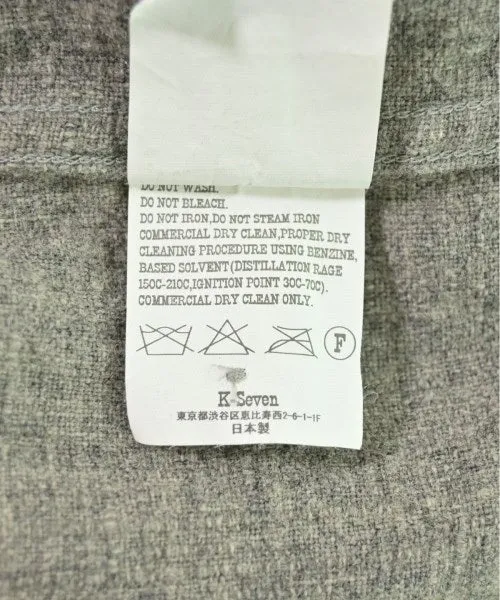 DO NOT WASH.
DO NOT BLEACH.
DO NOT IRON,DO NOT STEAM IRON
COMMERCIAL DRY CLEAN,PROPER DRY
CLEANING PROCEDURE USING BENZINE,
BASED SOLVENT(DISTILLATION RAGE
150C-210C,IGNITION POINT 30C-70C).
COMMERCIAL DRY CLEAN ONLY.
F
K Seven
東京都渋谷区恵比寿西2-6-1-1F
日本製